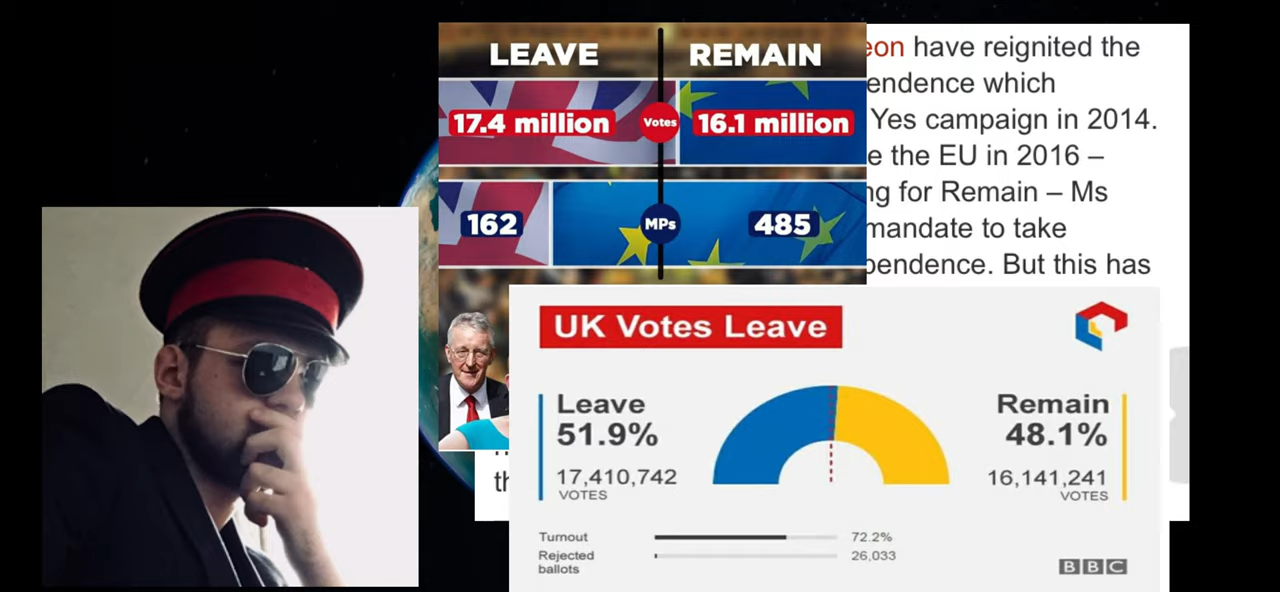 LEAVE REMAIN
17.4 million Votes 16.1 million
162 MPs 485
have reignited the
which
Yes campaign in 2014.
the EU in 2016 –
for Remain – Ms
mandate to take
But this has
UK Votes Leave
Leave
51.9%
17,410,742
VOTES
Remain
48.1%
16,141,241
VOTES
Turnout 72.2%
Rejected ballots 26,033
BBC